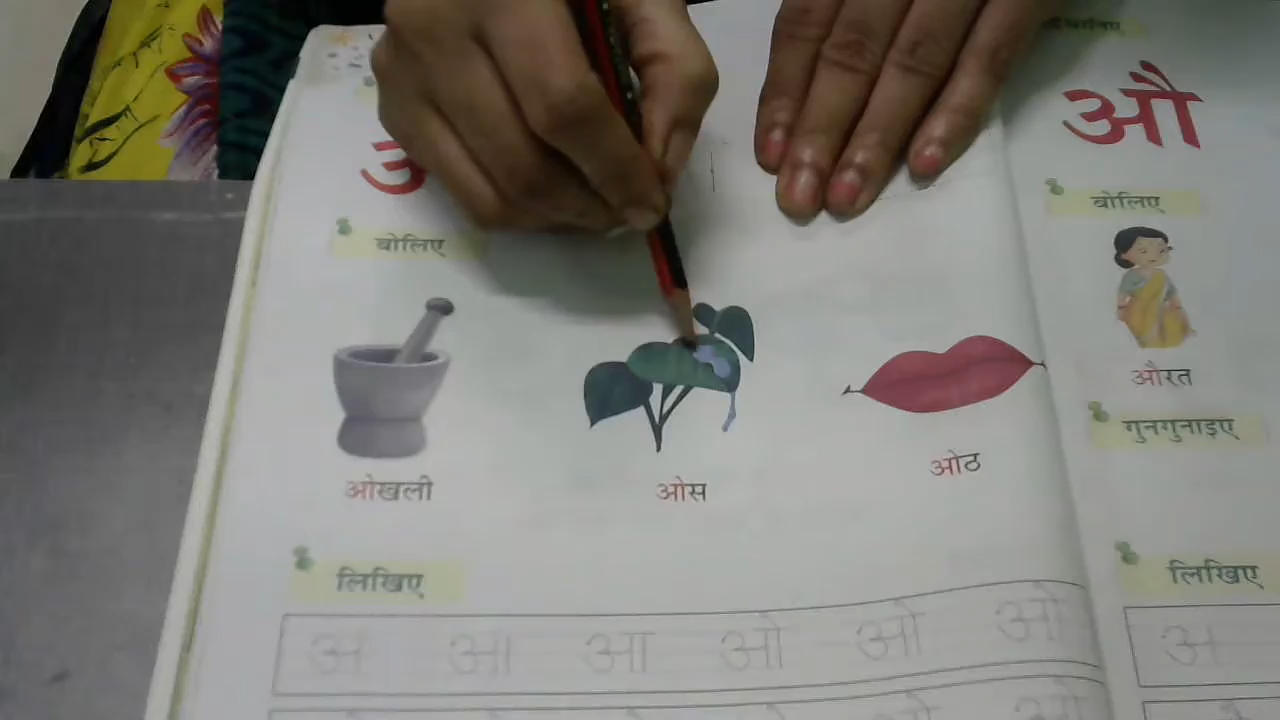 औ
बोलिए
बोलिए
ओखली
ओस
ओठ
औरत
गुनगुनाइए
लिखिए
लिखिए
अ आ आ ओ ओ ओ
अ